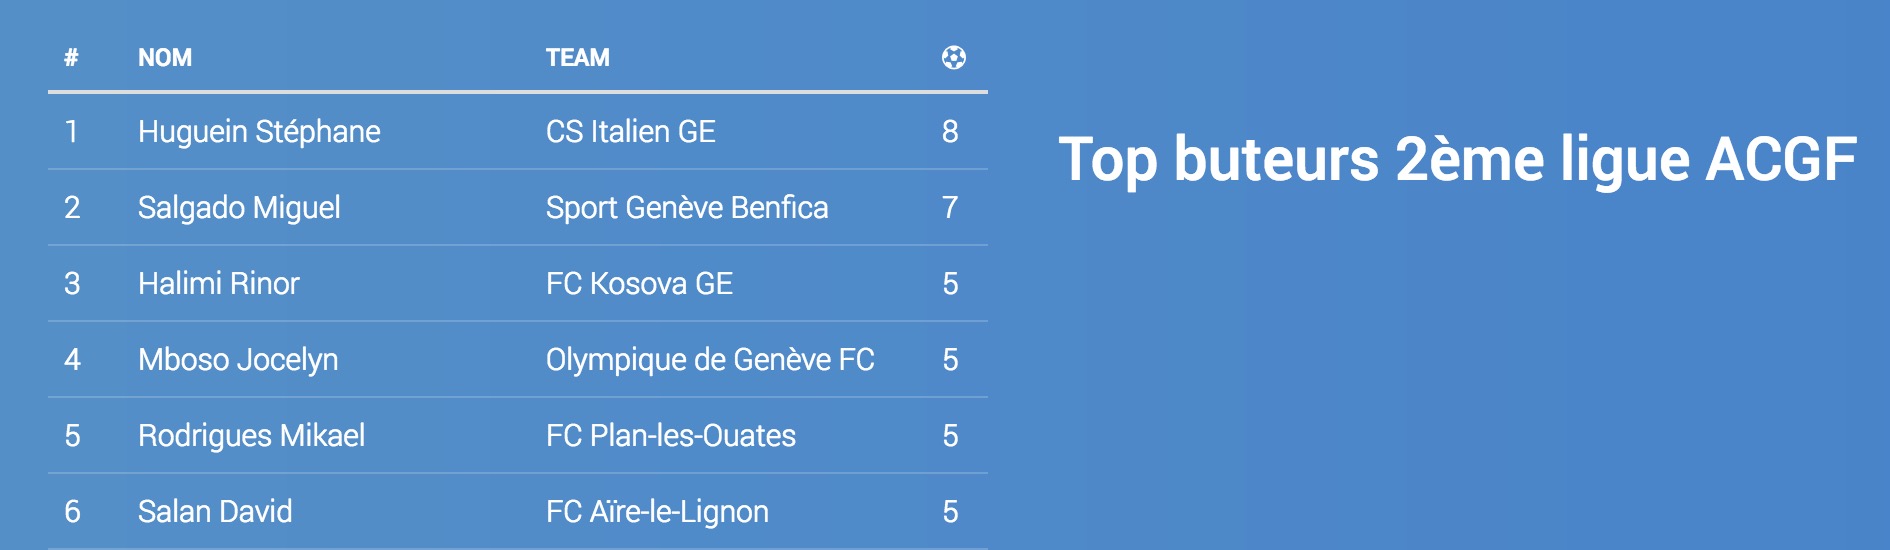 # NOM TEAM
1 Huguein Stéphane CS Italien GE 8
2 Salgado Miguel Sport Genève Benfica 7
3 Halimi Rinor FC Kosova GE 5
4 Mboso Jocelyn Olympique de Genève FC 5
5 Rodrigues Mikael FC Plan-les-Ouates 5
6 Salan David FC Aïre-le-Lignon 5
Top buteurs 2ème ligue ACGF